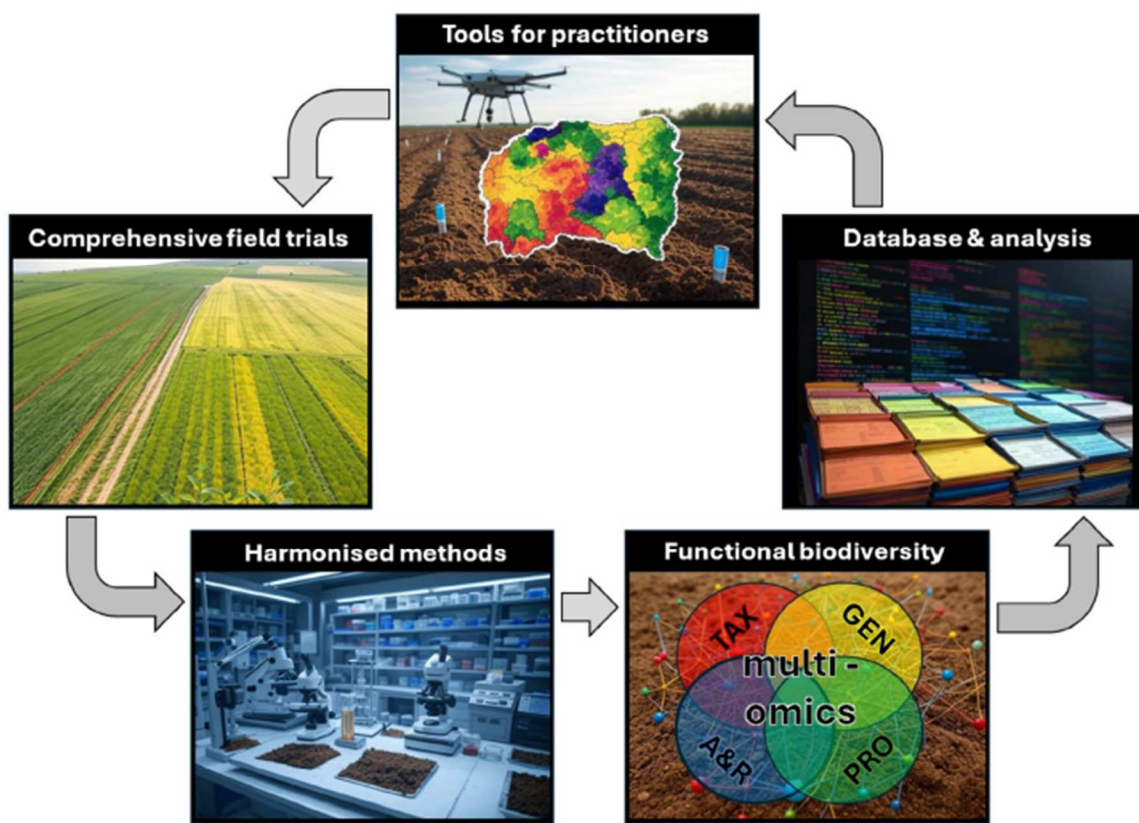 Tools for practitioners
Comprehensive field trials
Database & analysis
Harmonised methods
Functional biodiversity
TAX
GEN
multi -
omics
A&R
PRO